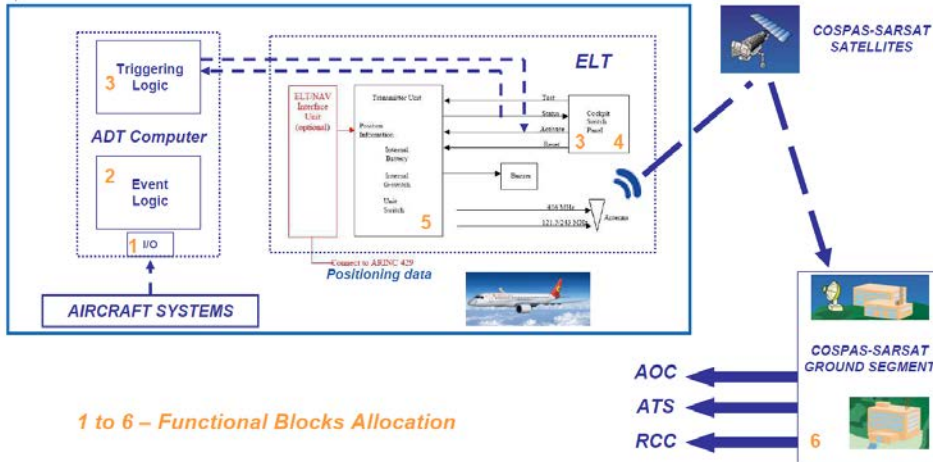 COSPAS-SARSAT
SATELLITES
3
Triggering
Logic
ADT Computer
2
Event
Logic
1
I/O
AIRCRAFT SYSTEMS
ELT
ELT/NAV
Interface
Unit
(optional)
Transmitter Unit
Position
Information
Internal
Battery
Internal
G-switch
Unit
Switch
5
Test
Status
Activate
Reset
Cockpit
Switch
Panel
3 4
Buzzer
406 MHz
121.5/243 MHz
Antenna
Connect to ARINC 429
Positioning data
COSPAS-SARSAT
GROUND SEGMENT
6
AOC
ATS
RCC
1 to 6 – Functional Blocks Allocation